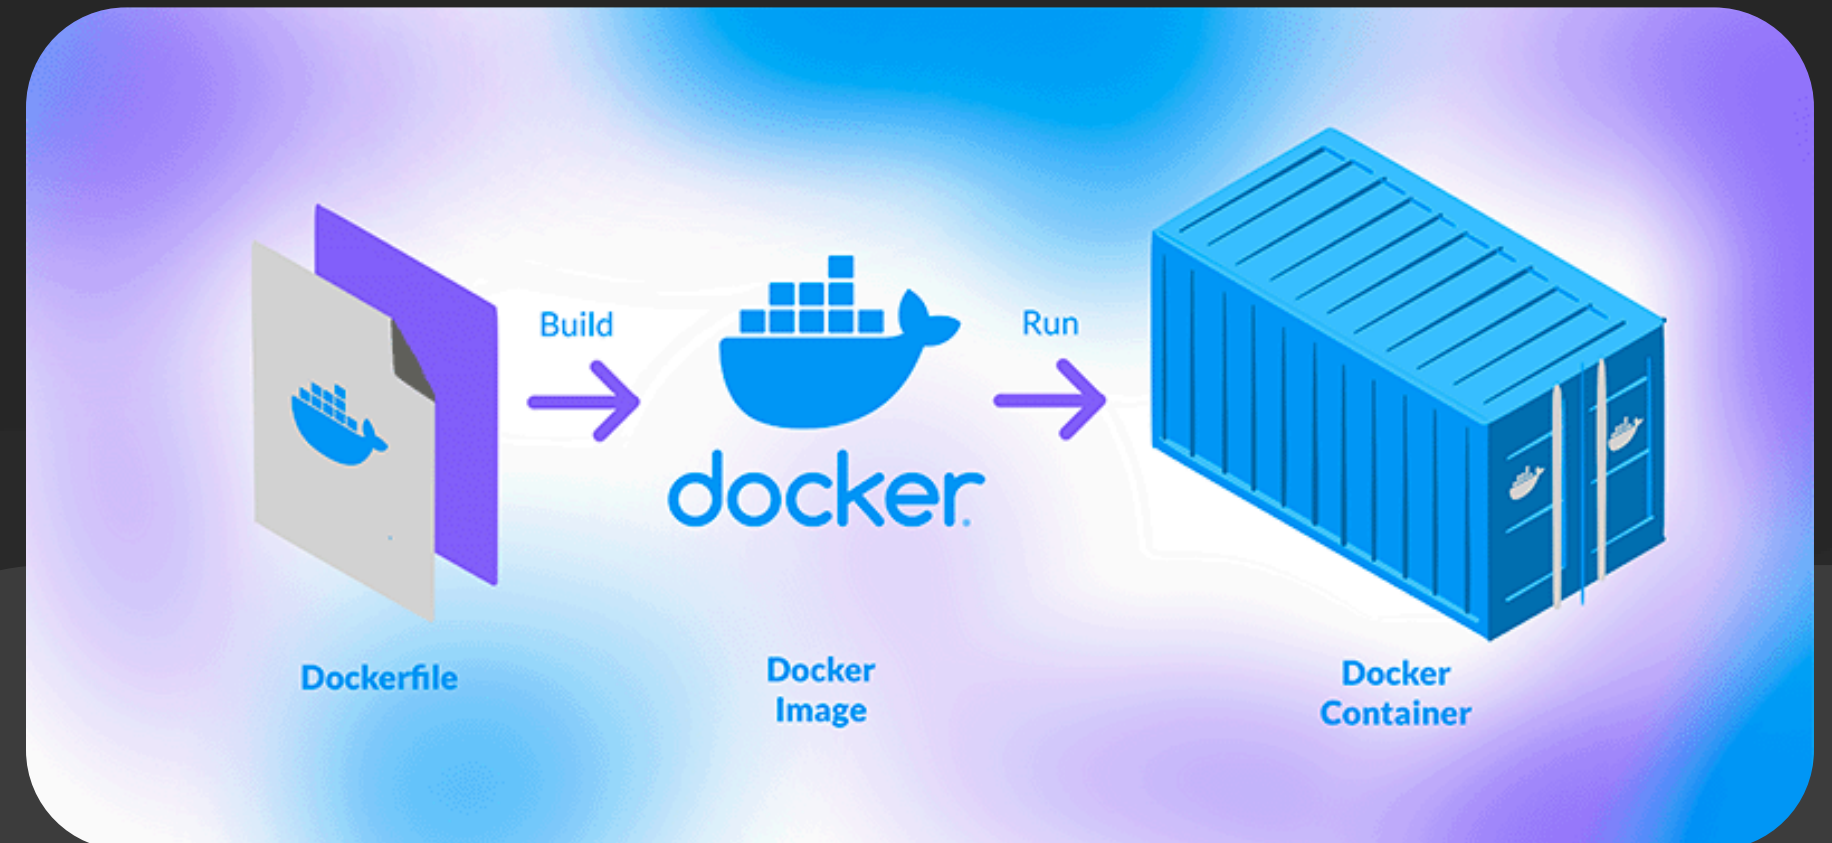 Build
Run
docker.
Dockerfile
Docker
Image
Docker
Container